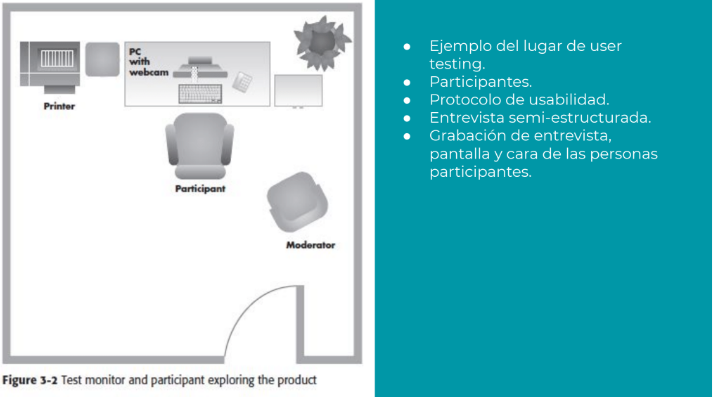 PC
with
webcam
Printer
Participant
Moderator
Figure 3-2 Test monitor and participant exploring the product
● Ejemplo del lugar de user
testing.
● Participantes.
● Protocolo de usabilidad.
● Entrevista semi-estructurada.
● Grabación de entrevista,
pantalla y cara de las personas
participantes.